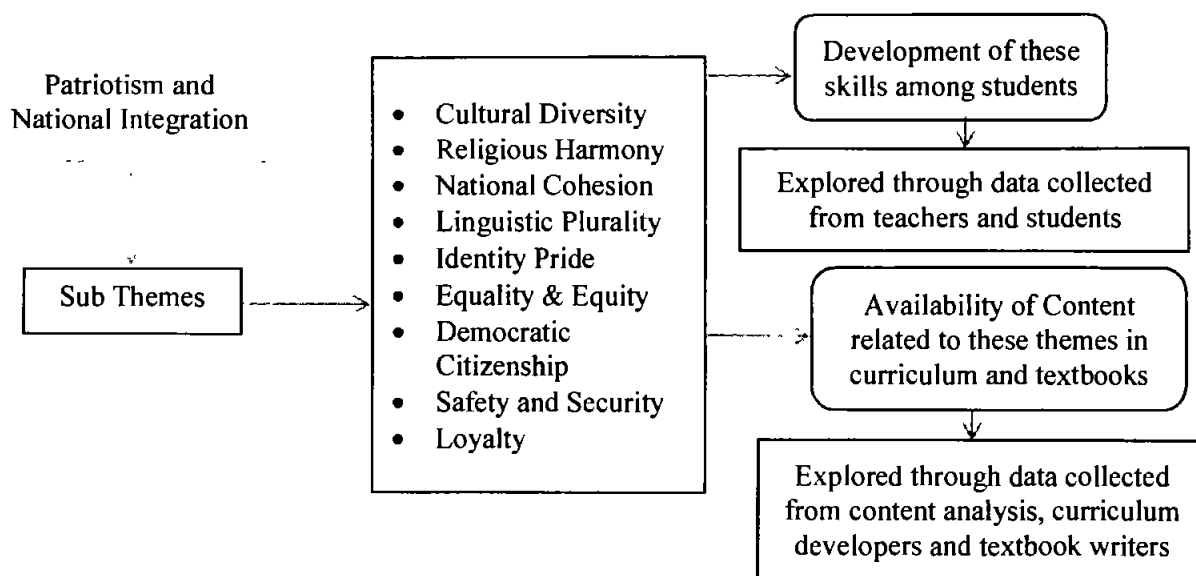 Patriotism and
National Integration
Sub Themes
• Cultural Diversity
• Religious Harmony
• National Cohesion
• Linguistic Plurality
• Identity Pride
• Equality & Equity
• Democratic
Citizenship
• Safety and Security
• Loyalty
Development of these
skills among students
Explored through data collected
from teachers and students
Availability of Content
related to these themes in
curriculum and textbooks
Explored through data collected
from content analysis, curriculum
developers and textbook writers